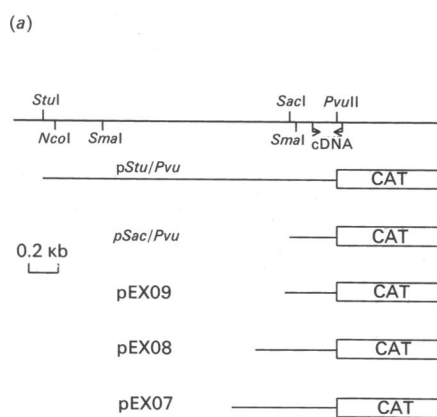 (a)
StuI SacI PvuII
NcoI SmaI SmaI cDNA
pStu/Pvu CAT
pSac/Pvu CAT
0.2 kb
pEX09 CAT
pEX08 CAT
pEX07 CAT